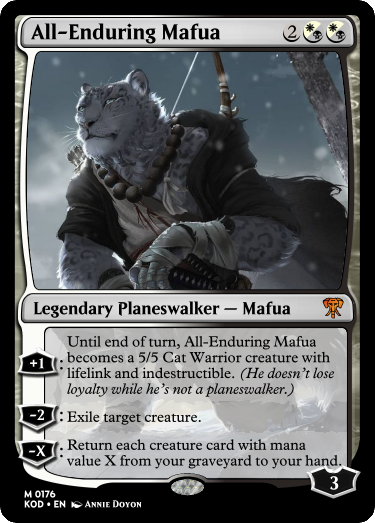 All-Enduring Mafua 2
Legendary Planeswalker — Mafua
+1: Until end of turn, All-Enduring Mafua
becomes a 5/5 Cat Warrior creature with
lifelink and indestructible. (He doesn't lose
loyalty while he's not a planeswalker.)
-2: Exile target creature.
-X: Return each creature card with mana
value X from your graveyard to your hand.
3
M 0176
KOD • EN ANNIE DOYON